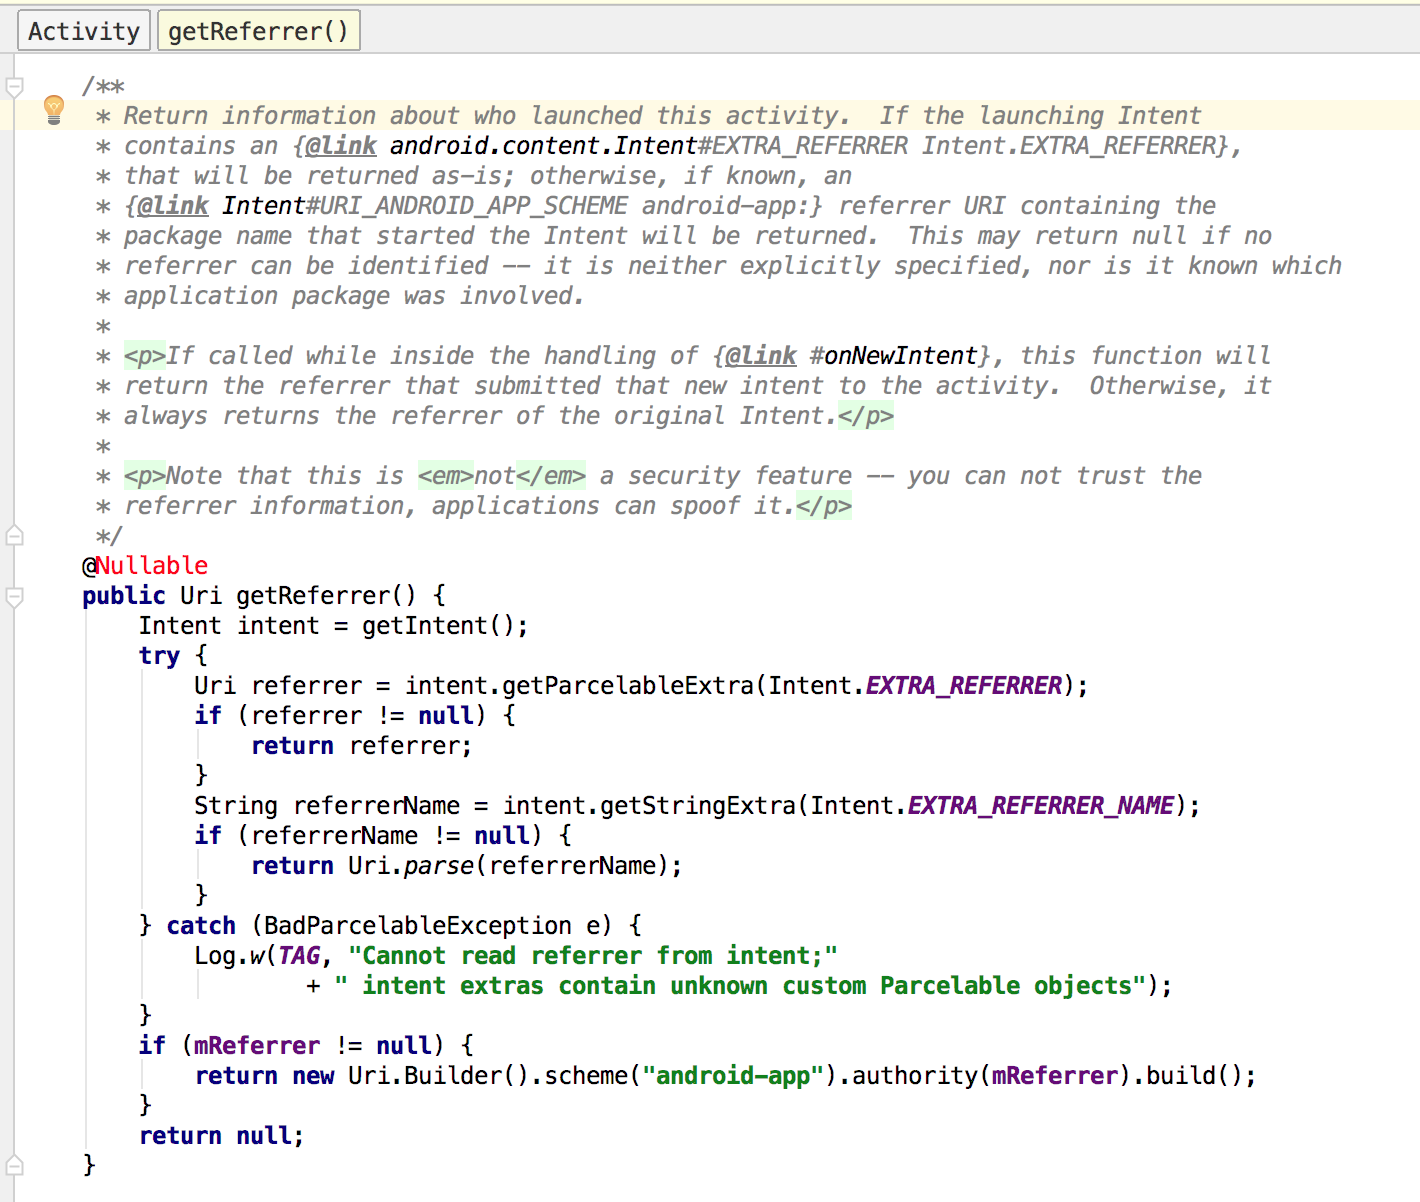 Activity getReferrer()
/**
 * Return information about who launched this activity.  If the launching Intent
 * contains an {@link android.content.Intent#EXTRA_REFERRER Intent.EXTRA_REFERRER},
 * that will be returned as-is; otherwise, if known, an
 * {@link Intent#URI_ANDROID_APP_SCHEME android-app:} referrer URI containing the
 * package name that started the Intent will be returned.  This may return null if no
 * referrer can be identified -- it is neither explicitly specified, nor is it known which
 * application package was involved.
 *
 * <p>If called while inside the handling of {@link #onNewIntent}, this function will
 * return the referrer that submitted that new intent to the activity.  Otherwise, it
 * always returns the referrer of the original Intent.</p>
 *
 * <p>Note that this is <em>not</em> a security feature -- you can not trust the
 * referrer information, applications can spoof it.</p>
 */
@Nullable
public Uri getReferrer() {
    Intent intent = getIntent();
    try {
        Uri referrer = intent.getParcelableExtra(Intent.EXTRA_REFERRER);
        if (referrer != null) {
            return referrer;
        }
        String referrerName = intent.getStringExtra(Intent.EXTRA_REFERRER_NAME);
        if (referrerName != null) {
            return Uri.parse(referrerName);
        }
    } catch (BadParcelableException e) {
        Log.w(TAG, "Cannot read referrer from intent;"
                + " intent extras contain unknown custom Parcelable objects");
    }
    if (mReferrer != null) {
        return new Uri.Builder().scheme("android-app").authority(mReferrer).build();
    }
    return null;
}